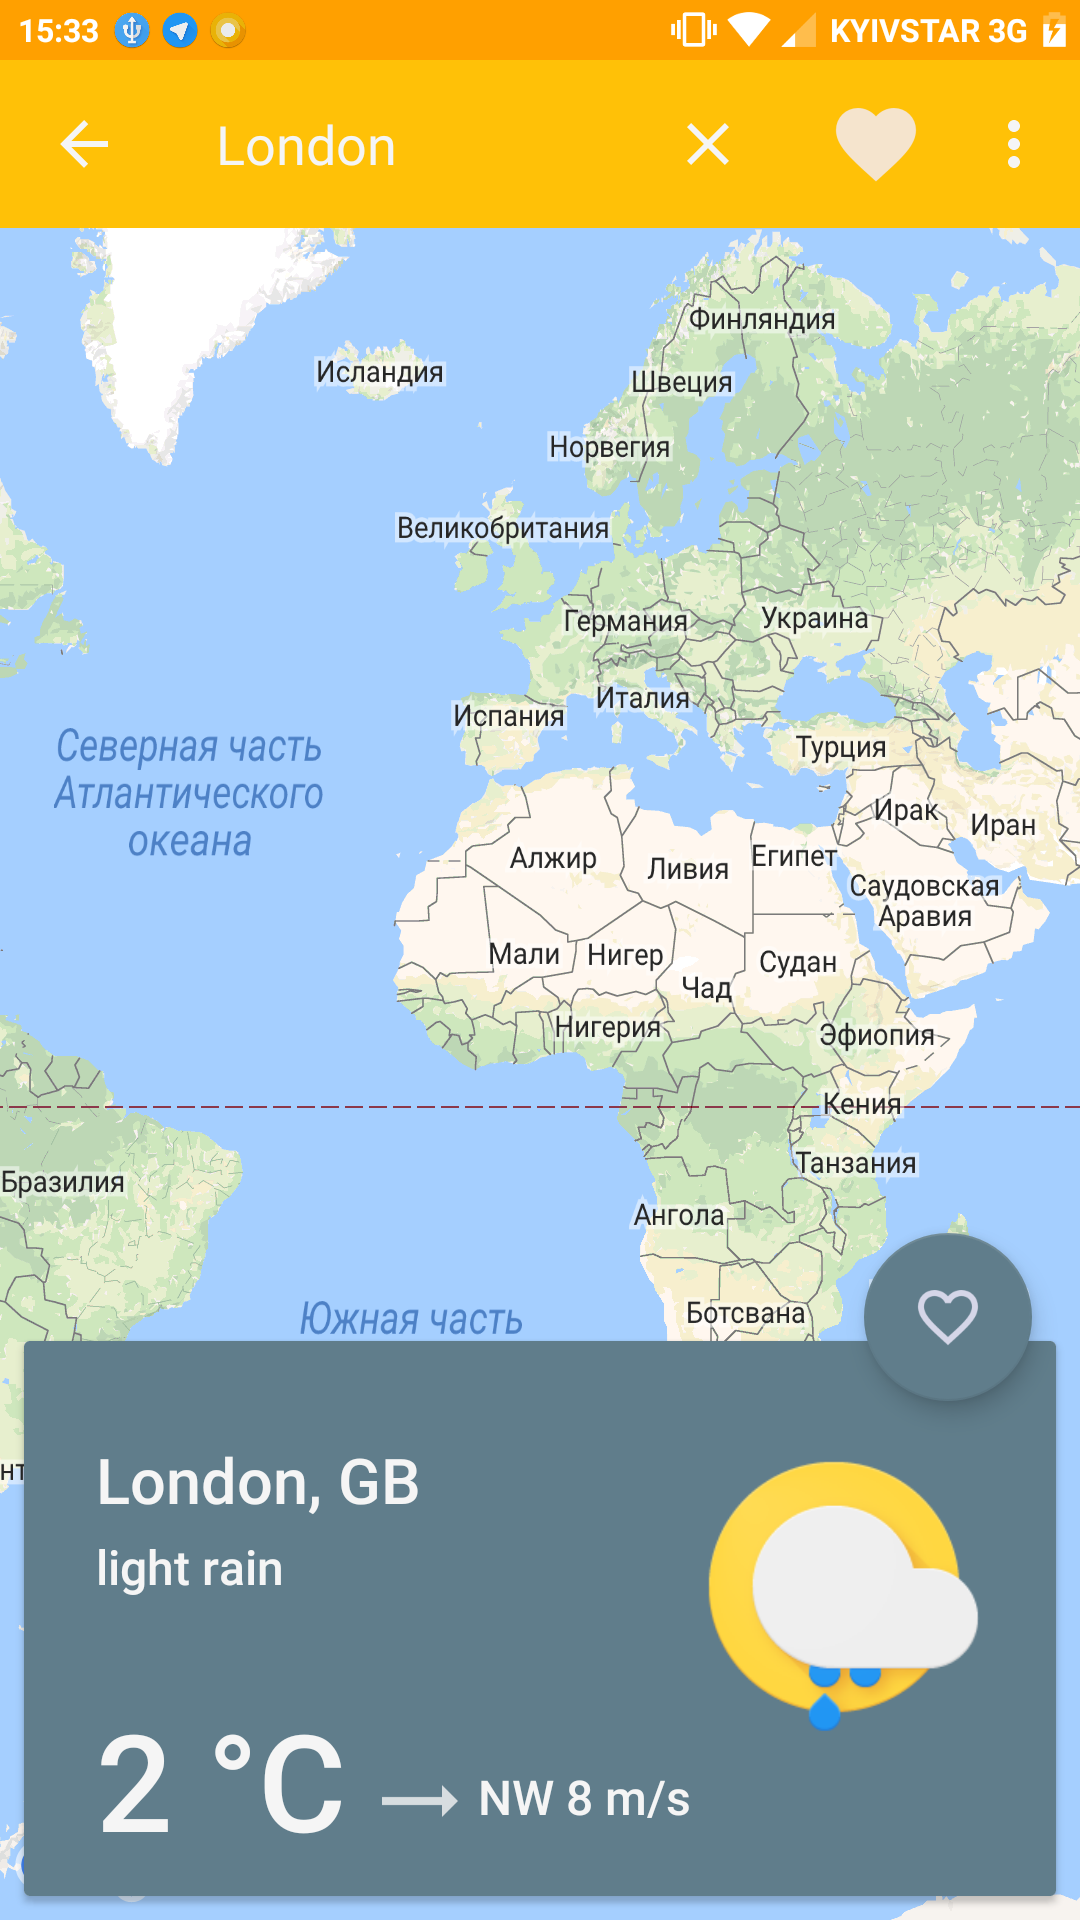 15:33 KYIVSTAR 3G
London
Финляндия
Исландия
Швеция
Норвегия
Великобритания
Германия
Украина
Италия
Испания
Северная часть
Атлантического
океана
Турция
Ирак
Иран
Алжир
Ливия
Египет
Саудовская
Аравия
Мали
Нигер
Судан
Чад
Нигерия
Эфиопия
Кения
Танзания
Бразилия
Ангола
Ботсвана
Южная часть
нт
London, GB
light rain
2 °C
NW 8 m/s